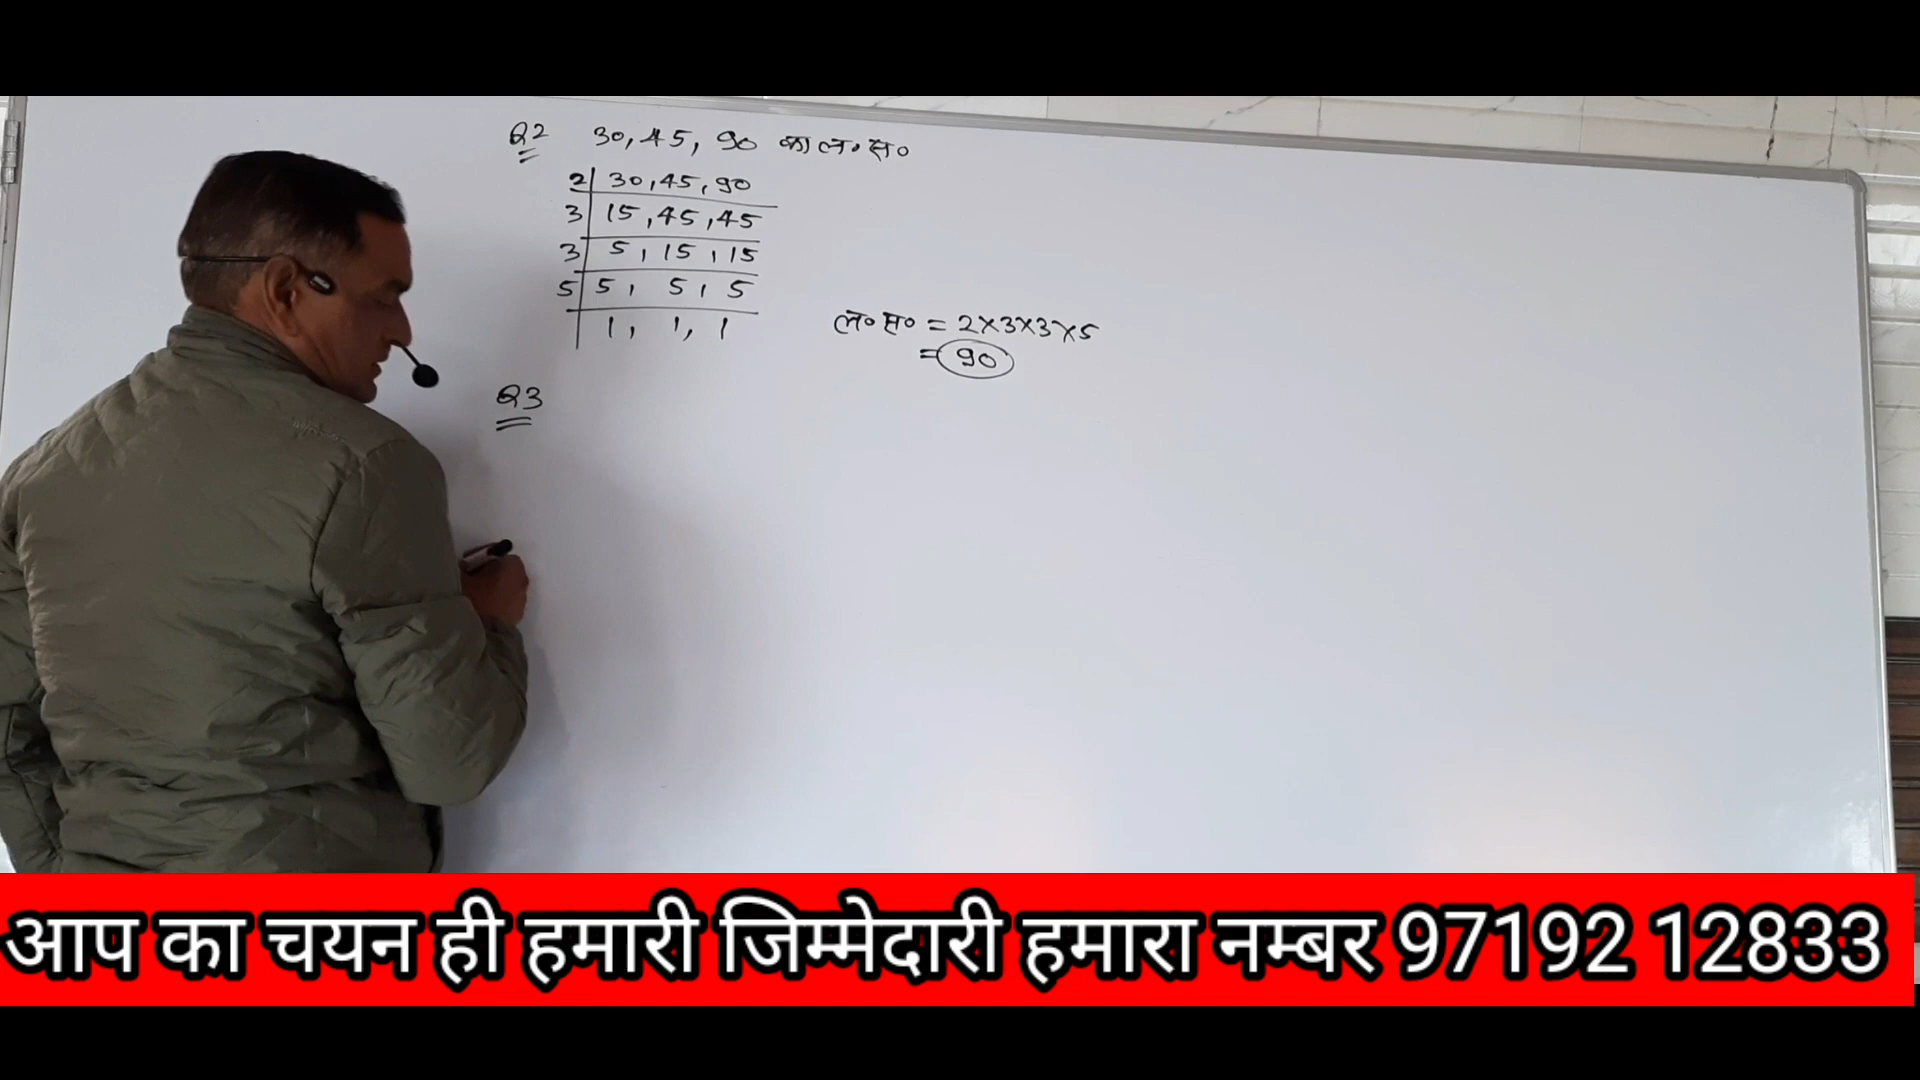 Q2 30, 45, 90 का ल॰ स॰
2 | 30, 45, 90
3 | 15, 45, 45
3 | 5, 15, 15
5 | 5, 5, 5
| 1, 1, 1
ल॰ स॰ = 2×3×3×5
= 90
Q3
आप का चयन ही हमारी जिम्मेदारी हमारा नम्बर 97192 12833